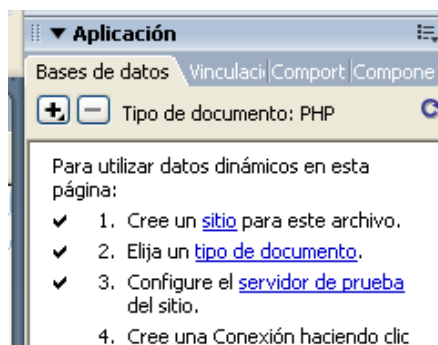 Aplicación
Bases de datos Vinculaci Comport Compone
Tipo de documento: PHP
Para utilizar datos dinámicos en esta
página:
1. Cree un sitio para este archivo.
2. Elija un tipo de documento.
3. Configure el servidor de prueba
del sitio.
4. Cree una Conexión haciendo clic